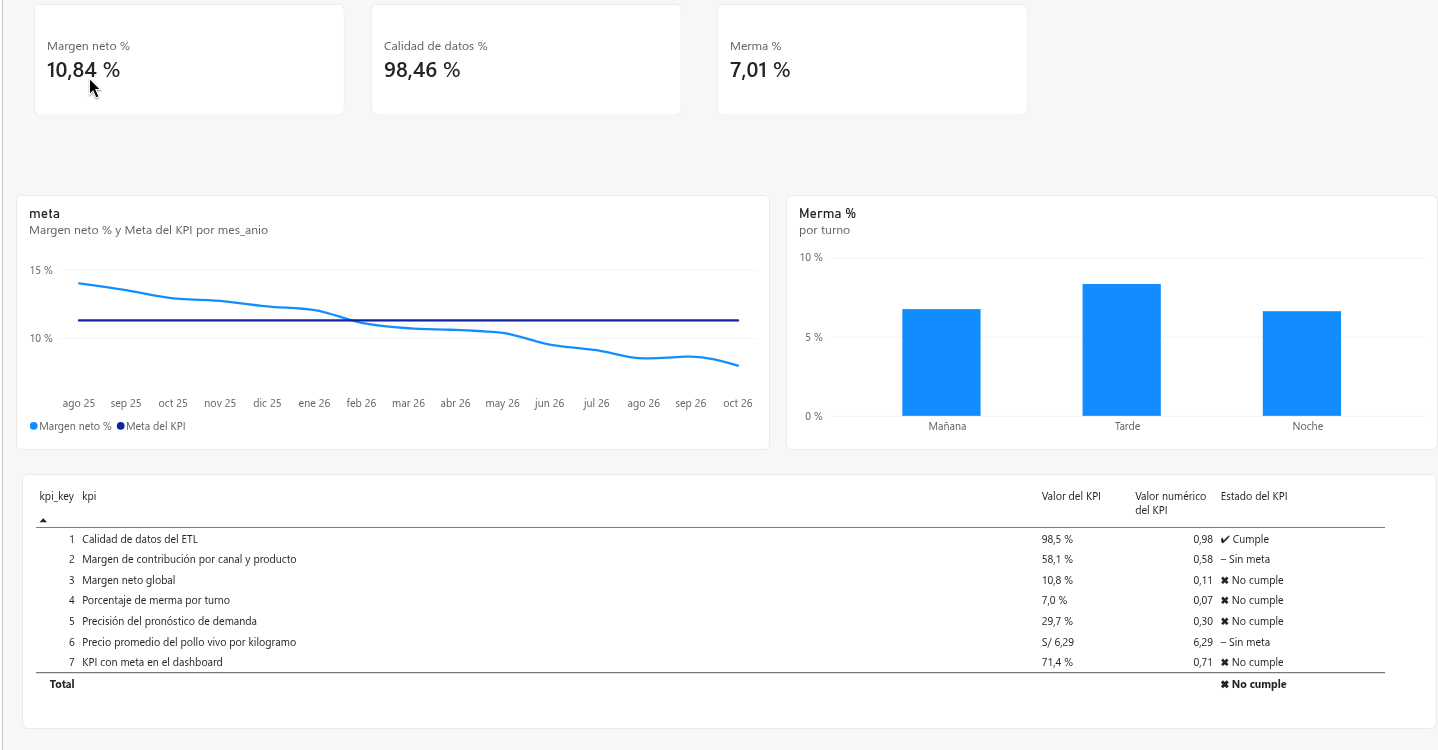 Margen neto %
10,84 %
Calidad de datos %
98,46 %
Merma %
7,01 %
meta
Margen neto % y Meta del KPI por mes_anio
15 %
10 %
ago 25 sep 25 oct 25 nov 25 dic 25 ene 26 feb 26 mar 26 abr 26 may 26 jun 26 jul 26 ago 26 sep 26 oct 26
Margen neto % Meta del KPI
Merma %
por turno
10 %
5 %
0 %
Mañana Tarde Noche
kpi_key kpi Valor del KPI Valor numérico Estado del KPI
del KPI
1 Calidad de datos del ETL 98,5 % 0,98 ✔ Cumple
2 Margen de contribución por canal y producto 58,1 % 0,58 – Sin meta
3 Margen neto global 10,8 % 0,11 ✖ No cumple
4 Porcentaje de merma por turno 7,0 % 0,07 ✖ No cumple
5 Precisión del pronóstico de demanda 29,7 % 0,30 ✖ No cumple
6 Precio promedio del pollo vivo por kilogramo S/ 6,29 6,29 – Sin meta
7 KPI con meta en el dashboard 71,4 % 0,71 ✖ No cumple
Total ✖ No cumple